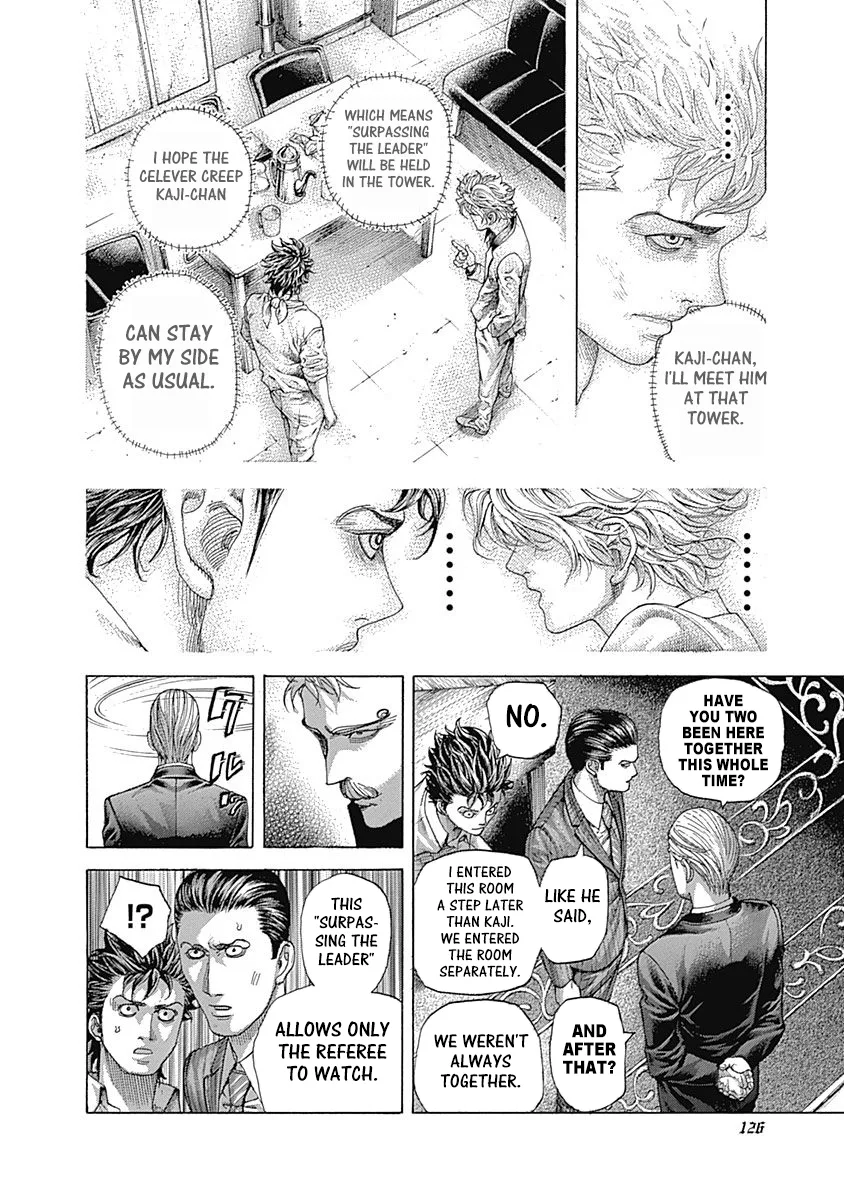 ••••••
KAJI-CHAN,
I'LL MEET HIM
AT THAT
TOWER.
WHICH MEANS
"SURPASSING
THE LEADER"
WILL BE HELD
IN THE TOWER.
I HOPE THE
CELEVER CREEP
KAJI-CHAN
CAN STAY
BY MY SIDE
AS USUAL.
••••••
••••••
HAVE
YOU TWO
BEEN HERE
TOGETHER
THIS WHOLE
TIME?
NO.
LIKE HE
SAID,
I ENTERED
THIS ROOM
A STEP LATER
THAN KAJI.
WE ENTERED
THE ROOM
SEPARATELY.
AND
AFTER
THAT?
WE WEREN'T
ALWAYS
TOGETHER.
クルル
THIS
"SURPAS-
SING THE
LEADER"
ALLOWS ONLY
THE REFEREE
TO WATCH.
!?
126